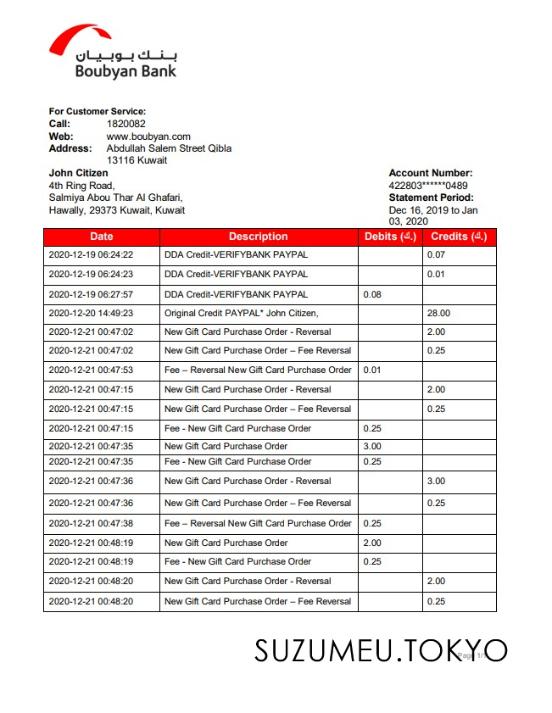 بنك بوبيان
Boubyan Bank
For Customer Service:
Call: 1820082
Web: www.boubyan.com
Address: Abdullah Salem Street Qibla
13116 Kuwait
John Citizen
4th Ring Road,
Salmiya Abou Thar Al Ghafari,
Hawally, 29373 Kuwait, Kuwait
Account Number:
422803******0489
Statement Period:
Dec 16, 2019 to Jan
03, 2020
Date Description Debits (د.) Credits (د.)
2020-12-19 06:24:22 DDA Credit-VERIFYBANK PAYPAL 0.07
2020-12-19 06:24:23 DDA Credit-VERIFYBANK PAYPAL 0.01
2020-12-19 06:27:57 DDA Credit-VERIFYBANK PAYPAL 0.08
2020-12-20 14:49:23 Original Credit PAYPAL* John Citizen, 28.00
2020-12-21 00:47:02 New Gift Card Purchase Order - Reversal 2.00
2020-12-21 00:47:02 New Gift Card Purchase Order – Fee Reversal 0.25
2020-12-21 00:47:53 Fee – Reversal New Gift Card Purchase Order 0.01
2020-12-21 00:47:15 New Gift Card Purchase Order - Reversal 2.00
2020-12-21 00:47:15 New Gift Card Purchase Order – Fee Reversal 0.25
2020-12-21 00:47:15 Fee - New Gift Card Purchase Order 0.25
2020-12-21 00:47:35 New Gift Card Purchase Order 3.00
2020-12-21 00:47:35 Fee - New Gift Card Purchase Order 0.25
2020-12-21 00:47:36 New Gift Card Purchase Order - Reversal 3.00
2020-12-21 00:47:36 New Gift Card Purchase Order – Fee Reversal 0.25
2020-12-21 00:47:38 Fee – Reversal New Gift Card Purchase Order 0.25
2020-12-21 00:48:19 New Gift Card Purchase Order 2.00
2020-12-21 00:48:19 Fee - New Gift Card Purchase Order 0.25
2020-12-21 00:48:20 New Gift Card Purchase Order - Reversal 2.00
2020-12-21 00:48:20 New Gift Card Purchase Order – Fee Reversal 0.25
SUZUMEU.TOKYO